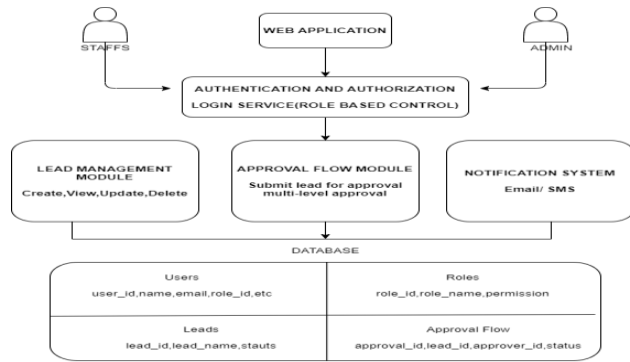 STAFFS
WEB APPLICATION
ADMIN
AUTHENTICATION AND AUTHORIZATION
LOGIN SERVICE(ROLE BASED CONTROL)
LEAD MANAGEMENT
MODULE
Create,View,Update,Delete
APPROVAL FLOW MODULE
Submit lead for approval
multi-level approval
NOTIFICATION SYSTEM
Email/ SMS
DATABASE
Users
user_id,name,email,role_id,etc
Roles
role_id,role_name,permission
Leads
lead_id,lead_name,stauts
Approval Flow
approval_id,lead_id,approver_id,status